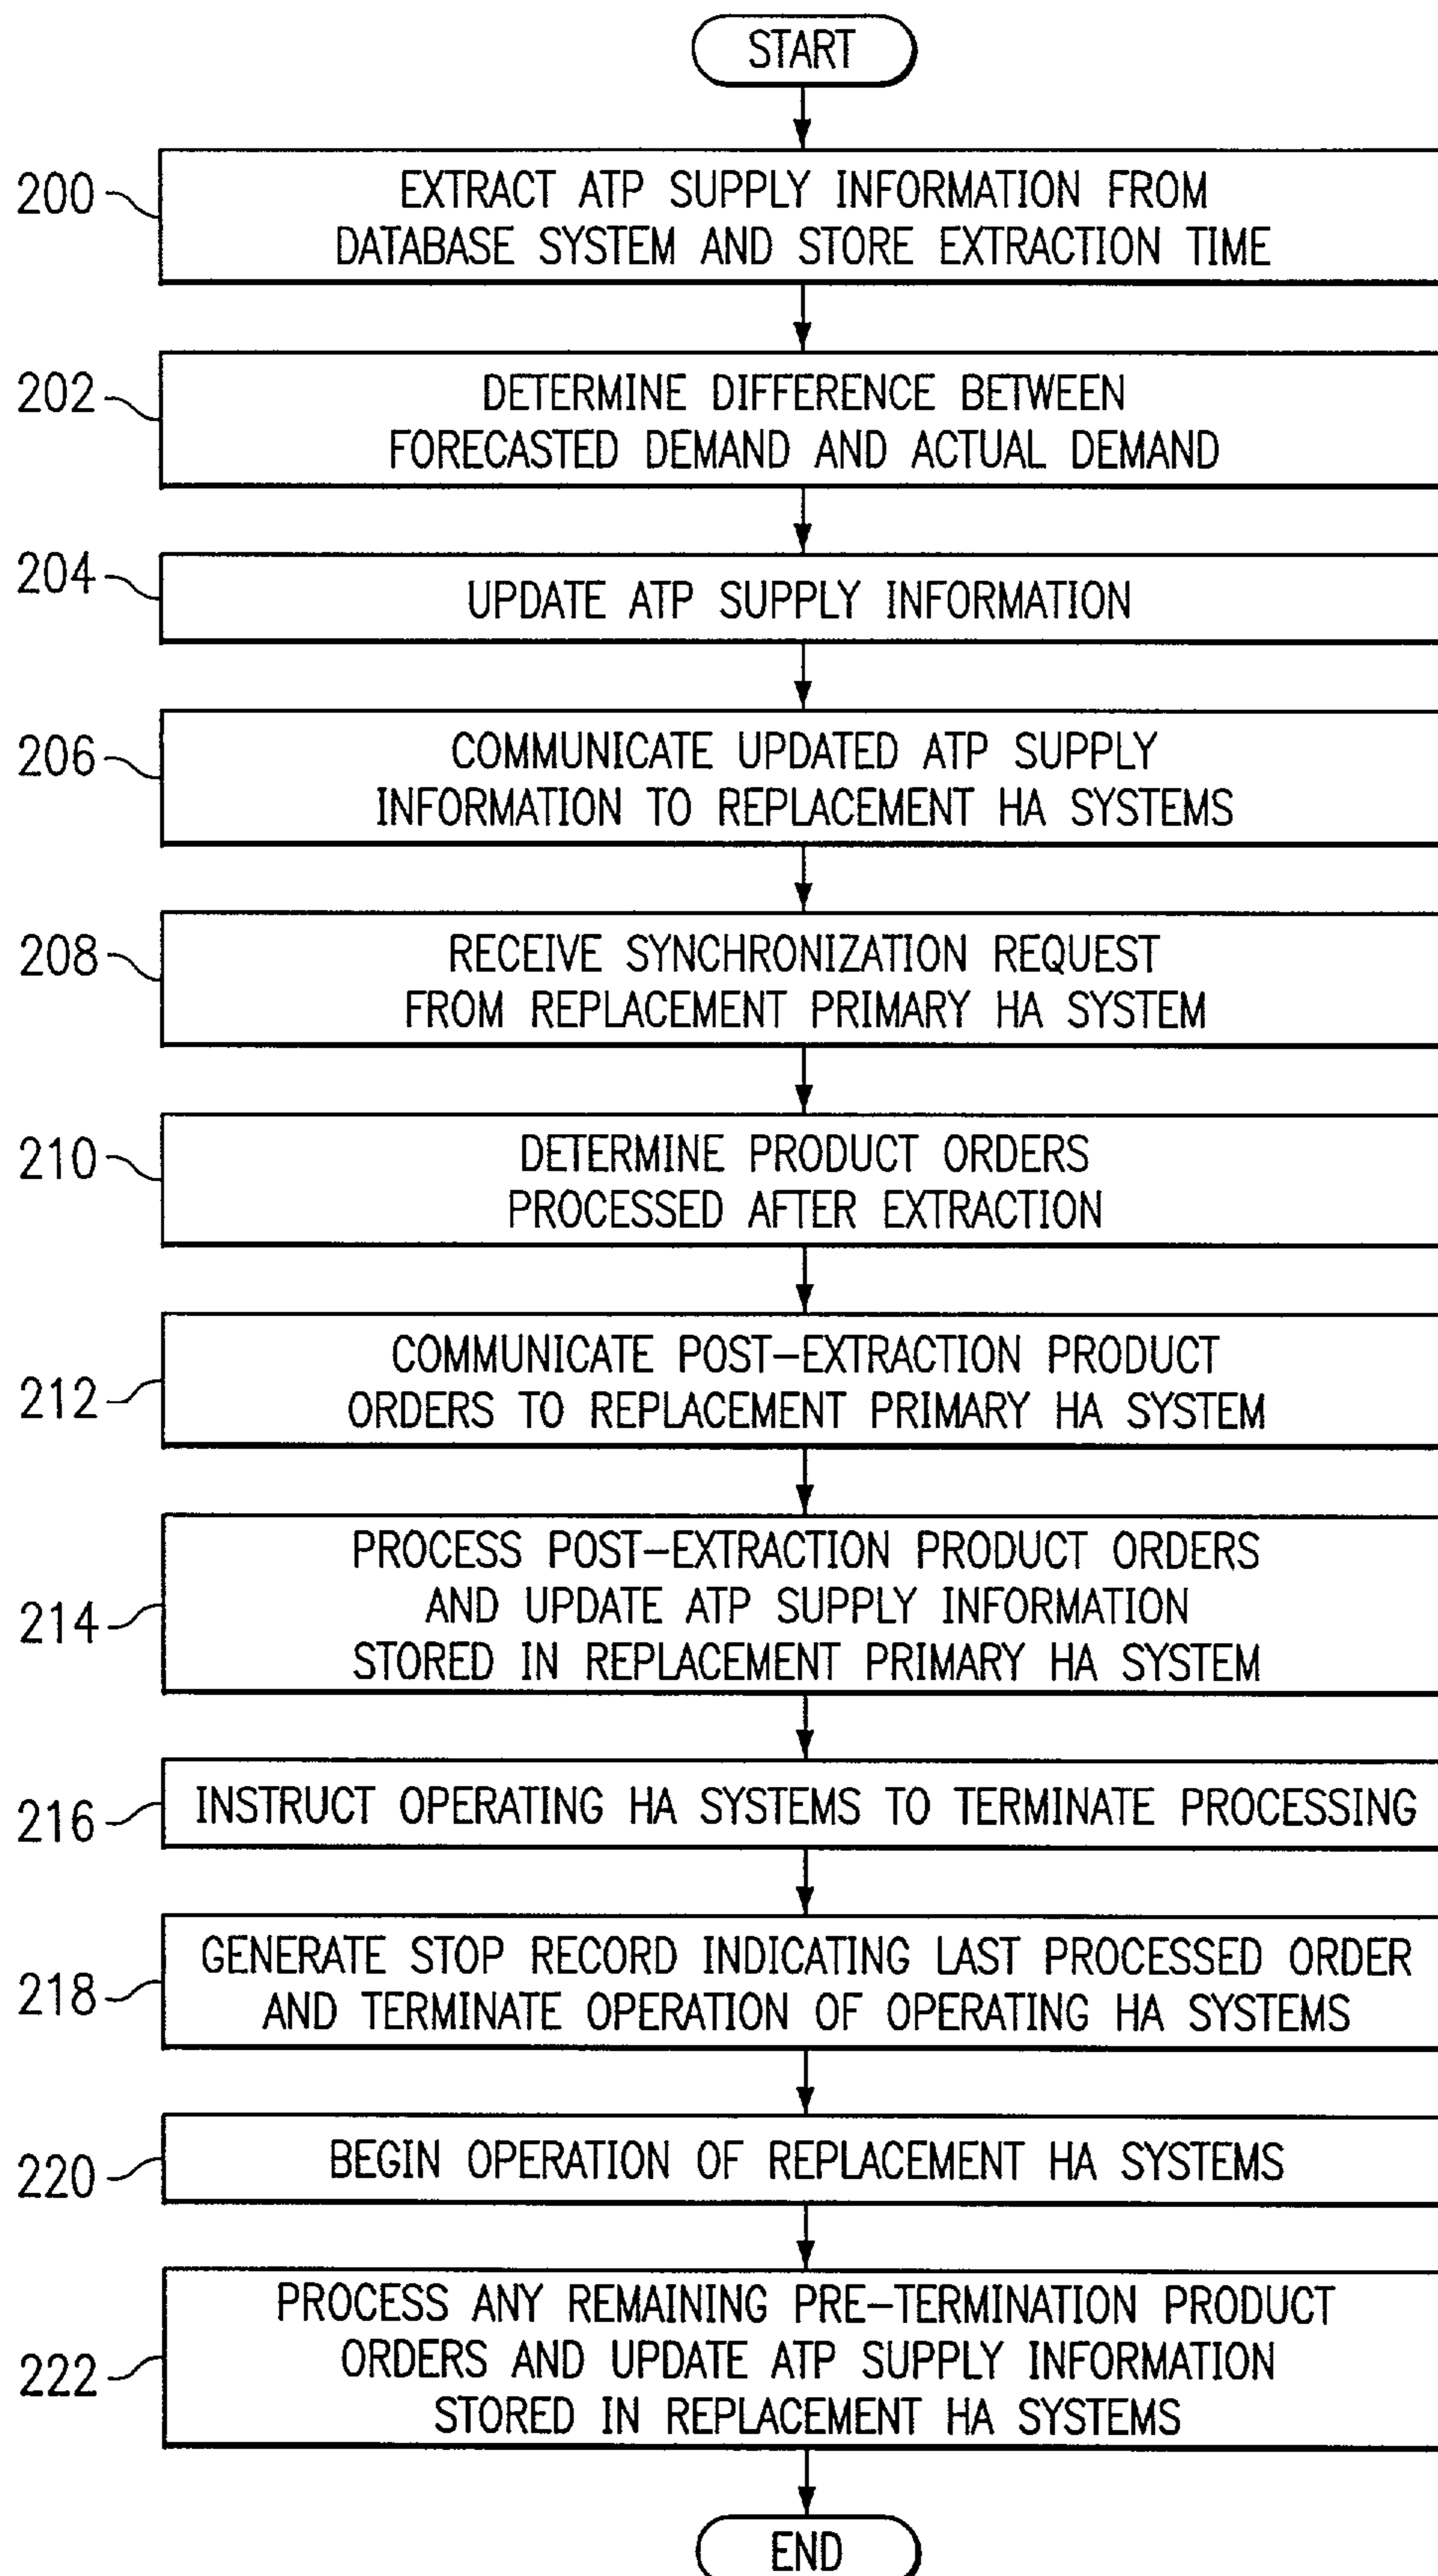 START
200
EXTRACT ATP SUPPLY INFORMATION FROM
DATABASE SYSTEM AND STORE EXTRACTION TIME
202
DETERMINE DIFFERENCE BETWEEN
FORECASTED DEMAND AND ACTUAL DEMAND
204
UPDATE ATP SUPPLY INFORMATION
206
COMMUNICATE UPDATED ATP SUPPLY
INFORMATION TO REPLACEMENT HA SYSTEMS
208
RECEIVE SYNCHRONIZATION REQUEST
FROM REPLACEMENT PRIMARY HA SYSTEM
210
DETERMINE PRODUCT ORDERS
PROCESSED AFTER EXTRACTION
212
COMMUNICATE POST-EXTRACTION PRODUCT
ORDERS TO REPLACEMENT PRIMARY HA SYSTEM
214
PROCESS POST-EXTRACTION PRODUCT ORDERS
AND UPDATE ATP SUPPLY INFORMATION
STORED IN REPLACEMENT PRIMARY HA SYSTEM
216
INSTRUCT OPERATING HA SYSTEMS TO TERMINATE PROCESSING
218
GENERATE STOP RECORD INDICATING LAST PROCESSED ORDER
AND TERMINATE OPERATION OF OPERATING HA SYSTEMS
220
BEGIN OPERATION OF REPLACEMENT HA SYSTEMS
222
PROCESS ANY REMAINING PRE-TERMINATION PRODUCT
ORDERS AND UPDATE ATP SUPPLY INFORMATION
STORED IN REPLACEMENT HA SYSTEMS
END